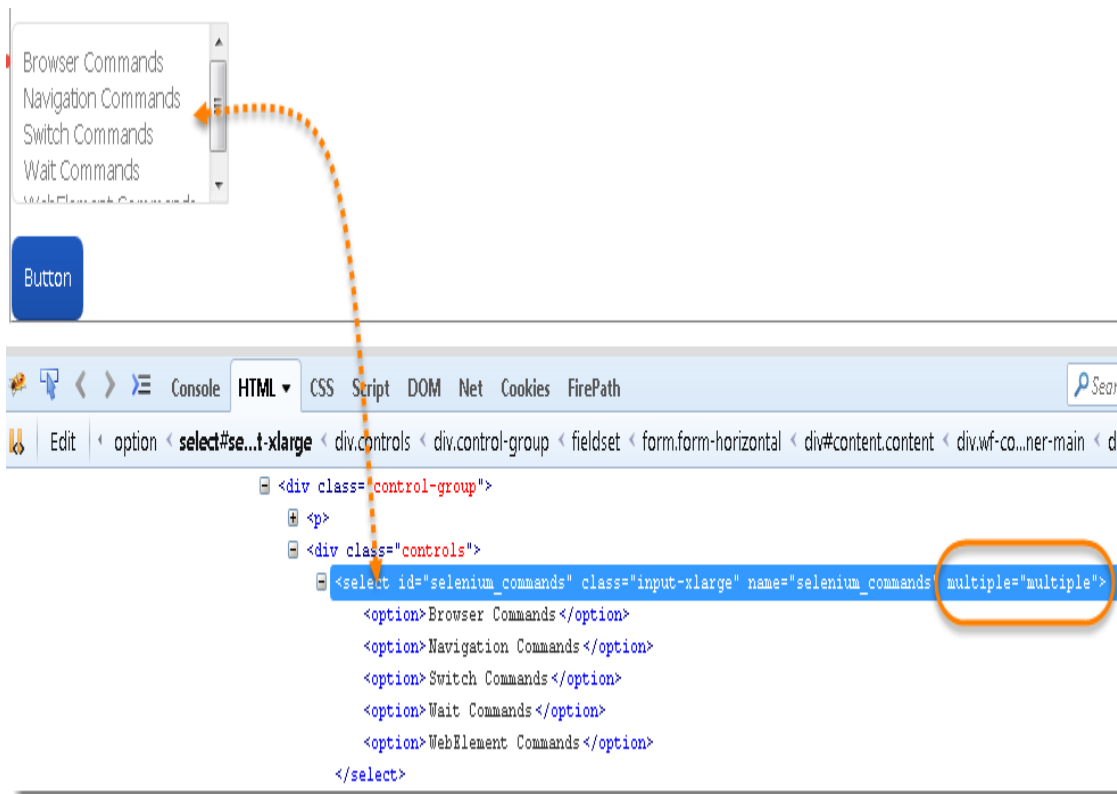 Browser Commands
Navigation Commands
Switch Commands
Wait Commands
WebElement Commands
Button
Console HTML CSS Script DOM Net Cookies FirePath Sear
Edit option < select#se...t-xlarge < div.controls < div.control-group < fieldset < form.form-horizontal < div#content.content < div.wf-co...ner-main < d
<div class="control-group">
<p>
<div class="controls">
<select id="selenium_commands" class="input-xlarge" name="selenium_commands" multiple="multiple">
<option>Browser Commands</option>
<option>Navigation Commands</option>
<option>Switch Commands</option>
<option>Wait Commands</option>
<option>WebElement Commands</option>
</select>